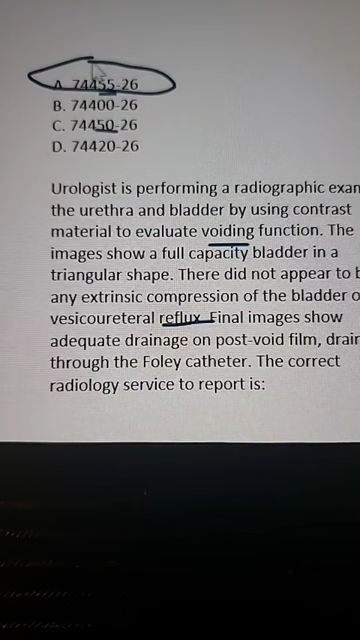 A. 74455-26
B. 74400-26
C. 74450-26
D. 74420-26
Urologist is performing a radiographic
the urethra and bladder by using contrast
material to evaluate voiding function. The
images show a full capacity bladder in a
triangular shape. There did not appear to
any extrinsic compression of the bladder
vesicoureteral reflux. Final images show
adequate drainage on post-void film,
through the Foley catheter. The correct
radiology service to report is: